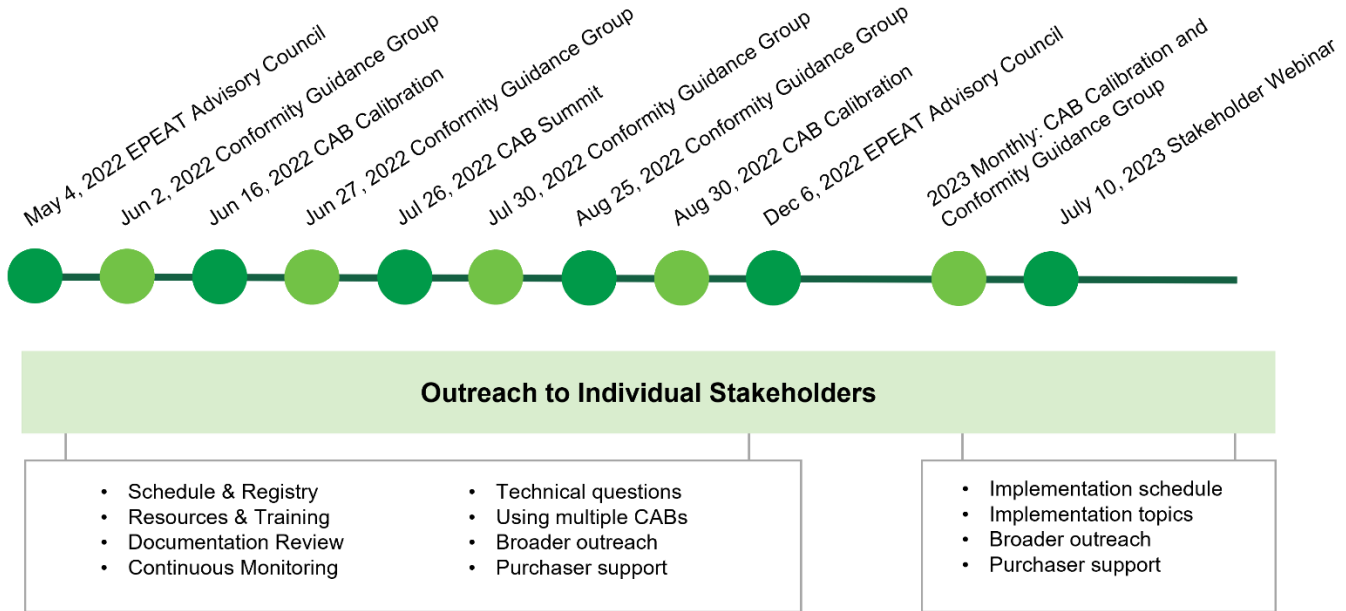 May 4, 2022 EPEAT Advisory Council
Jun 2, 2022 Conformity Guidance Group
Jun 16, 2022 CAB Calibration
Jun 27, 2022 Conformity Guidance Group
Jul 26, 2022 CAB Summit
Jul 30, 2022 Conformity Guidance Group
Aug 25, 2022 Conformity Guidance Group
Aug 30, 2022 CAB Calibration
Dec 6, 2022 EPEAT Advisory Council
2023 Monthly: CAB Calibration and
Conformity Guidance Group
July 10, 2023 Stakeholder Webinar
Outreach to Individual Stakeholders
• Schedule & Registry
• Resources & Training
• Documentation Review
• Continuous Monitoring
• Technical questions
• Using multiple CABs
• Broader outreach
• Purchaser support
• Implementation schedule
• Implementation topics
• Broader outreach
• Purchaser support